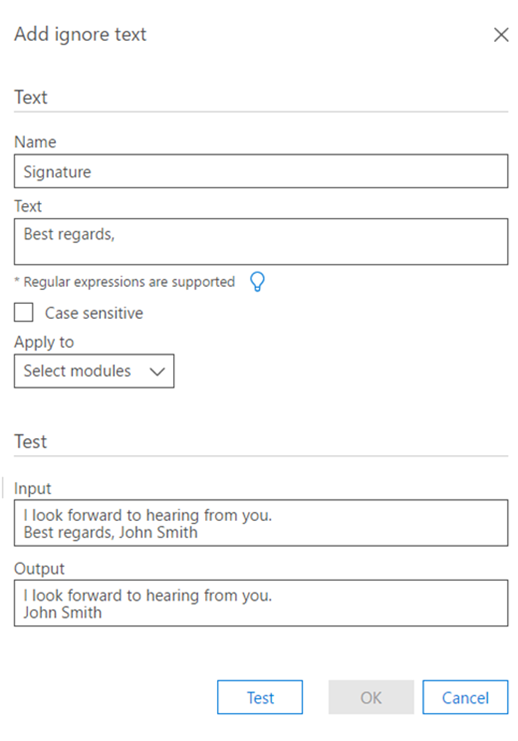 Add ignore text
Text
Name
Signature
Text
Best regards,
* Regular expressions are supported
Case sensitive
Apply to
Select modules
Test
Input
I look forward to hearing from you.
Best regards, John Smith
Output
I look forward to hearing from you.
John Smith
Test OK Cancel